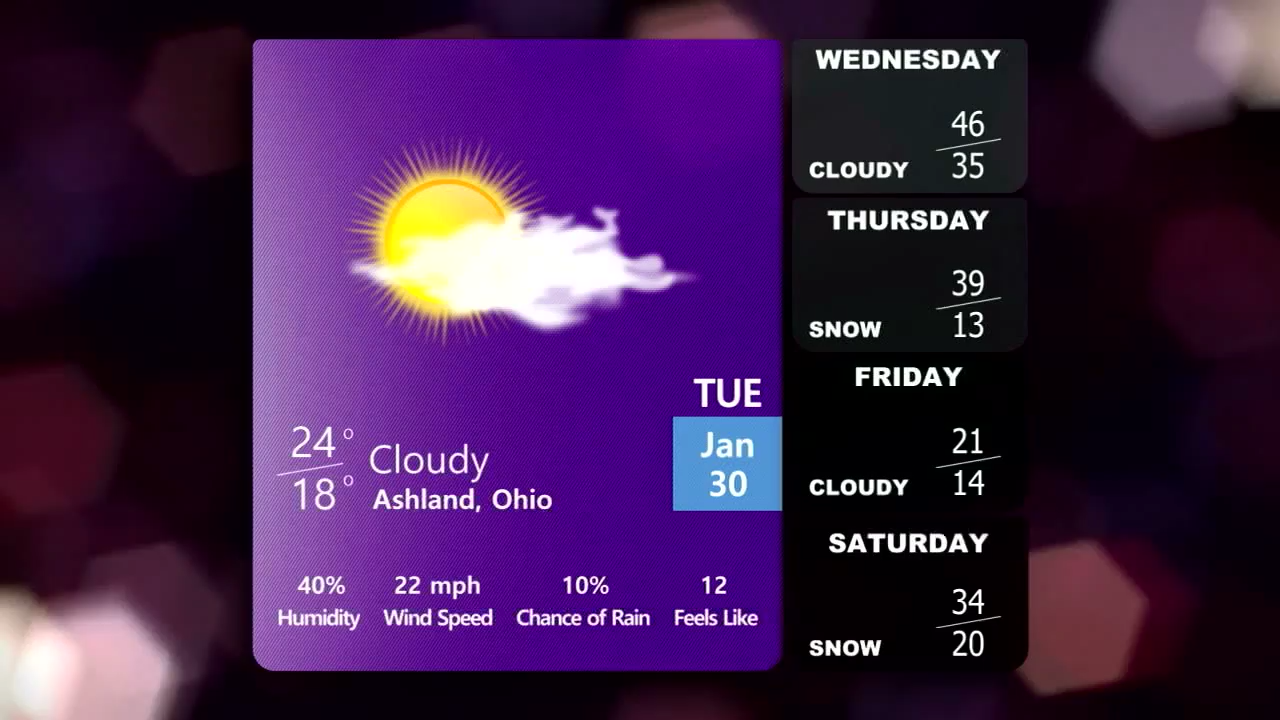 TUE
Jan
30
24°
18°
Cloudy
Ashland, Ohio
40%
Humidity
22 mph
Wind Speed
10%
Chance of Rain
12
Feels Like
WEDNESDAY
46
35
CLOUDY
THURSDAY
39
13
SNOW
FRIDAY
21
14
CLOUDY
SATURDAY
34
20
SNOW